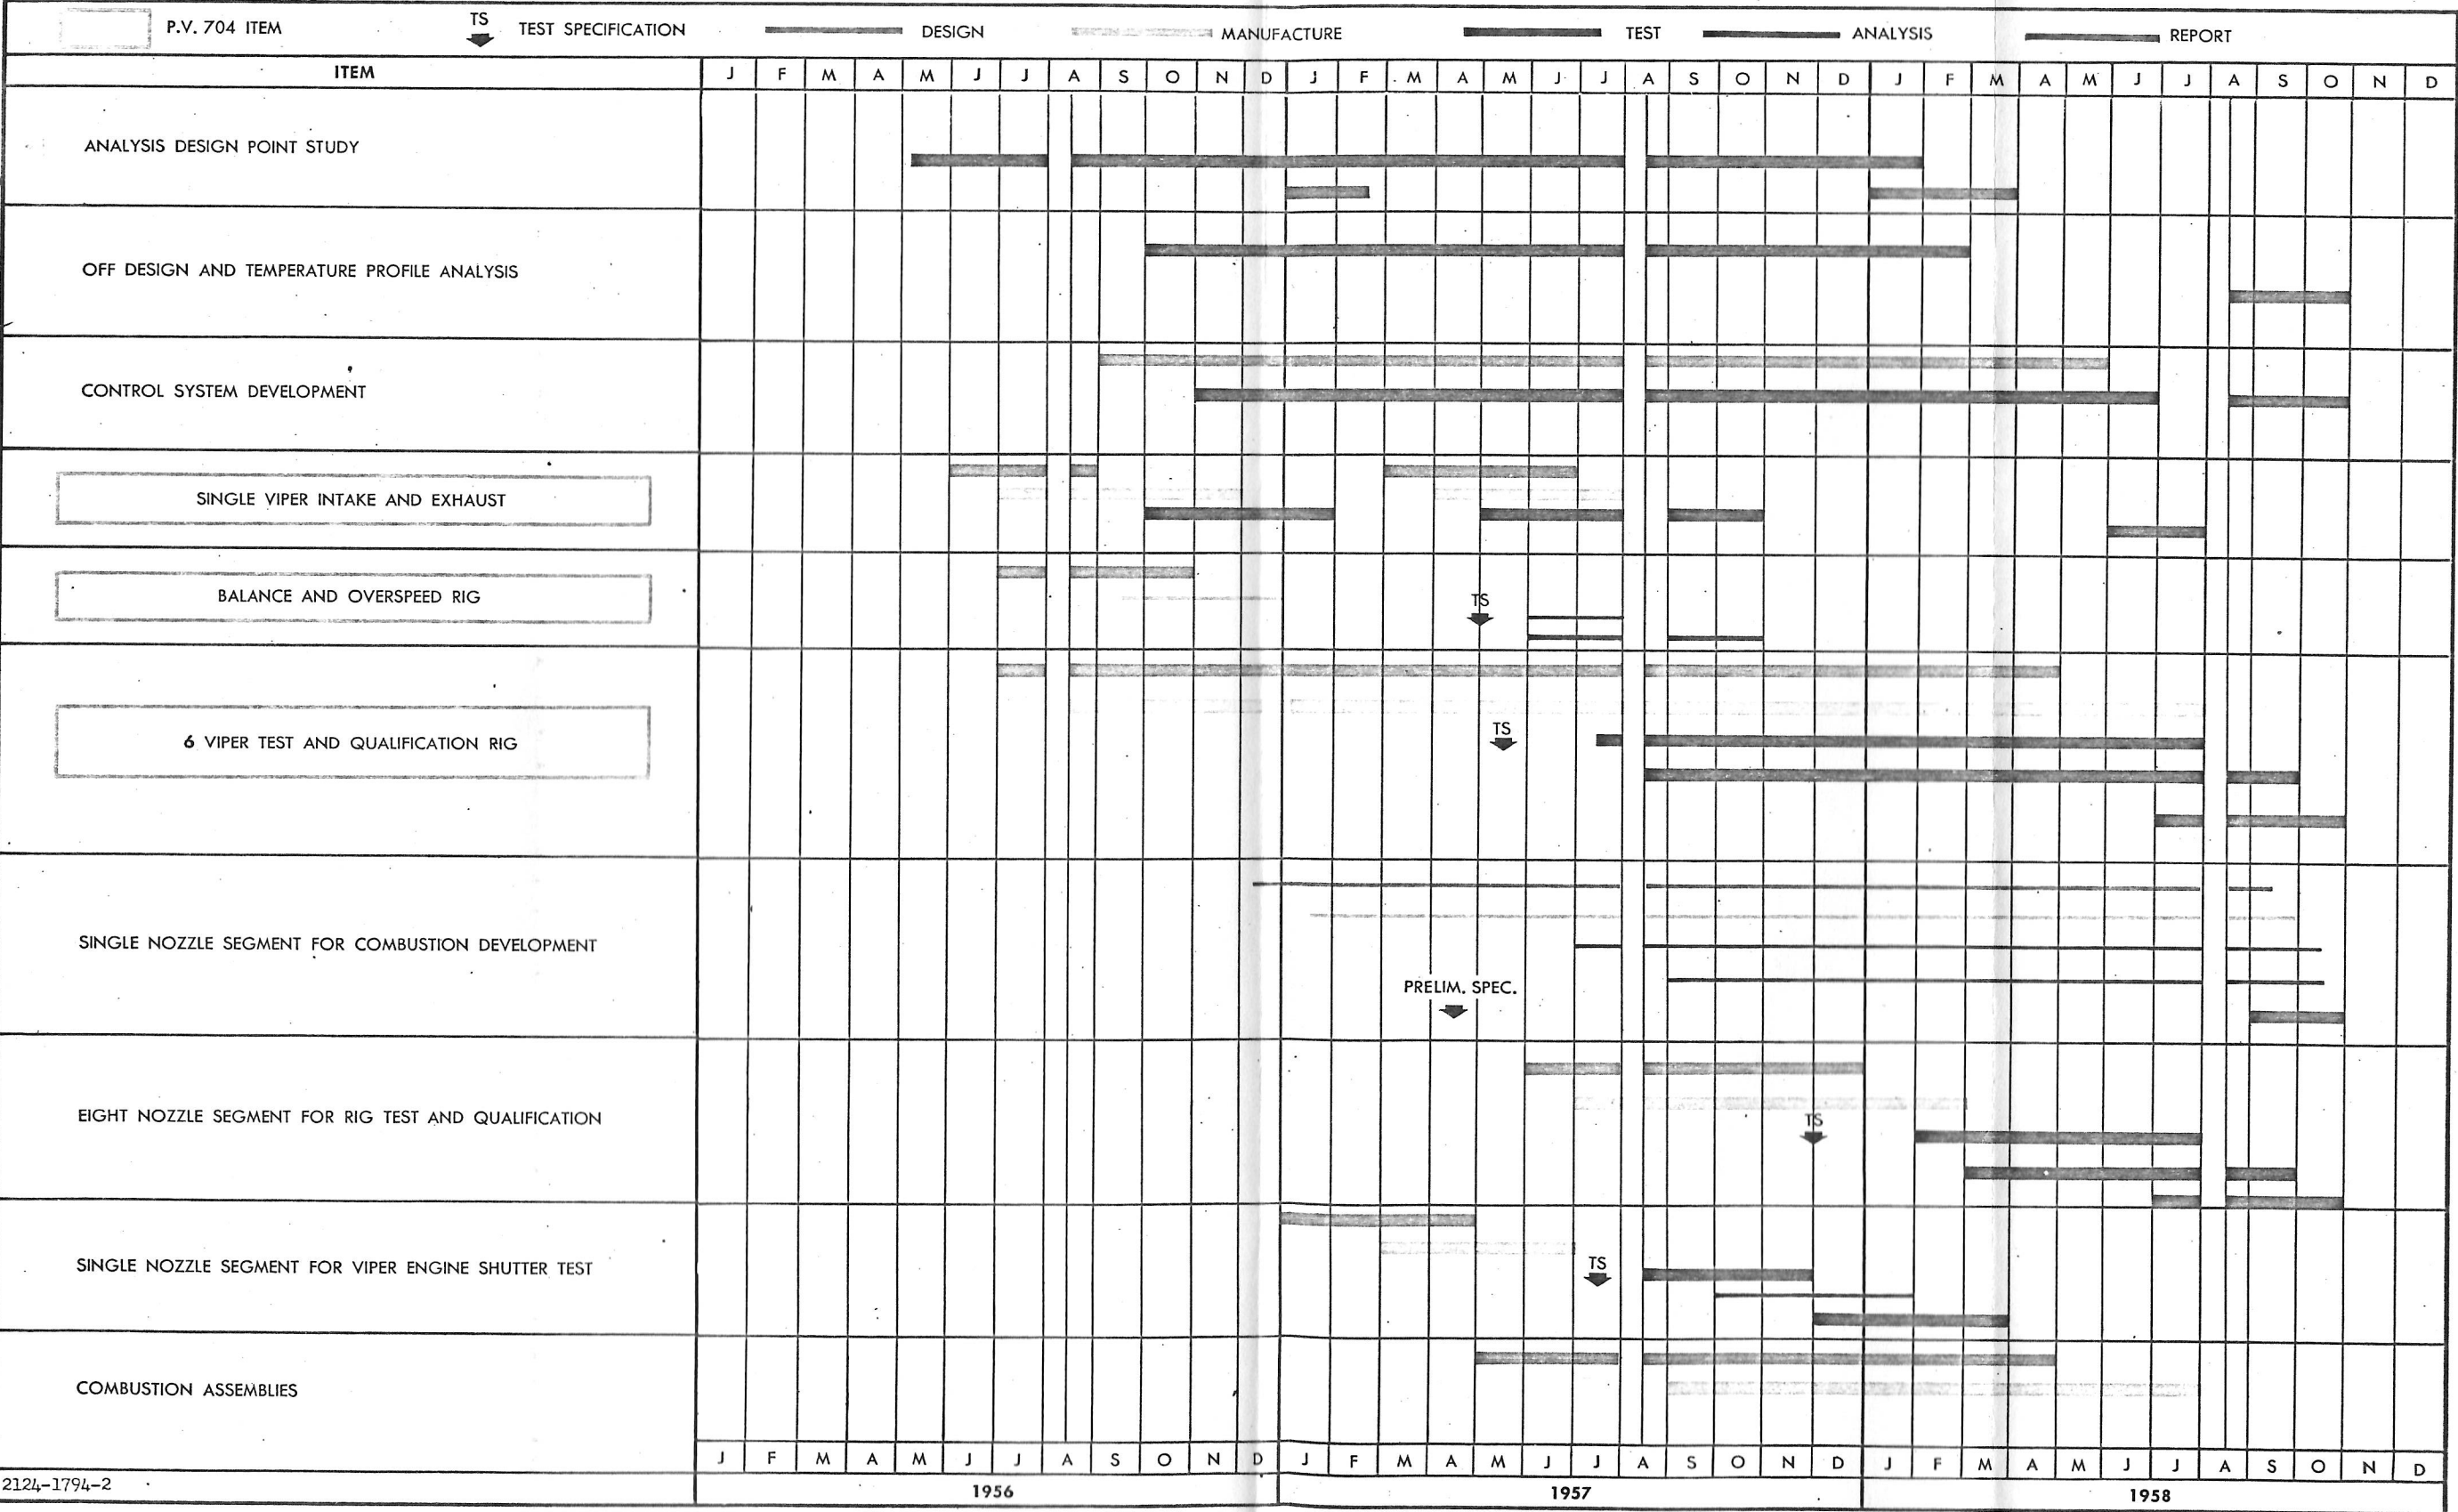 P.V. 704 ITEM TS TEST SPECIFICATION DESIGN MANUFACTURE TEST ANALYSIS REPORT
ITEM J F M A M J J A S O N D J F M A M J J A S O N D J F M A M J J A S O N D
ANALYSIS DESIGN POINT STUDY
OFF DESIGN AND TEMPERATURE PROFILE ANALYSIS
CONTROL SYSTEM DEVELOPMENT
SINGLE VIPER INTAKE AND EXHAUST
BALANCE AND OVERSPEED RIG
TS
6 VIPER TEST AND QUALIFICATION RIG
TS
SINGLE NOZZLE SEGMENT FOR COMBUSTION DEVELOPMENT
PRELIM. SPEC.
EIGHT NOZZLE SEGMENT FOR RIG TEST AND QUALIFICATION
TS
SINGLE NOZZLE SEGMENT FOR VIPER ENGINE SHUTTER TEST
TS
COMBUSTION ASSEMBLIES
J F M A M J J A S O N D J F M A M J J A S O N D J F M A M J J A S O N D
2124-1794-2
1956 1957 1958